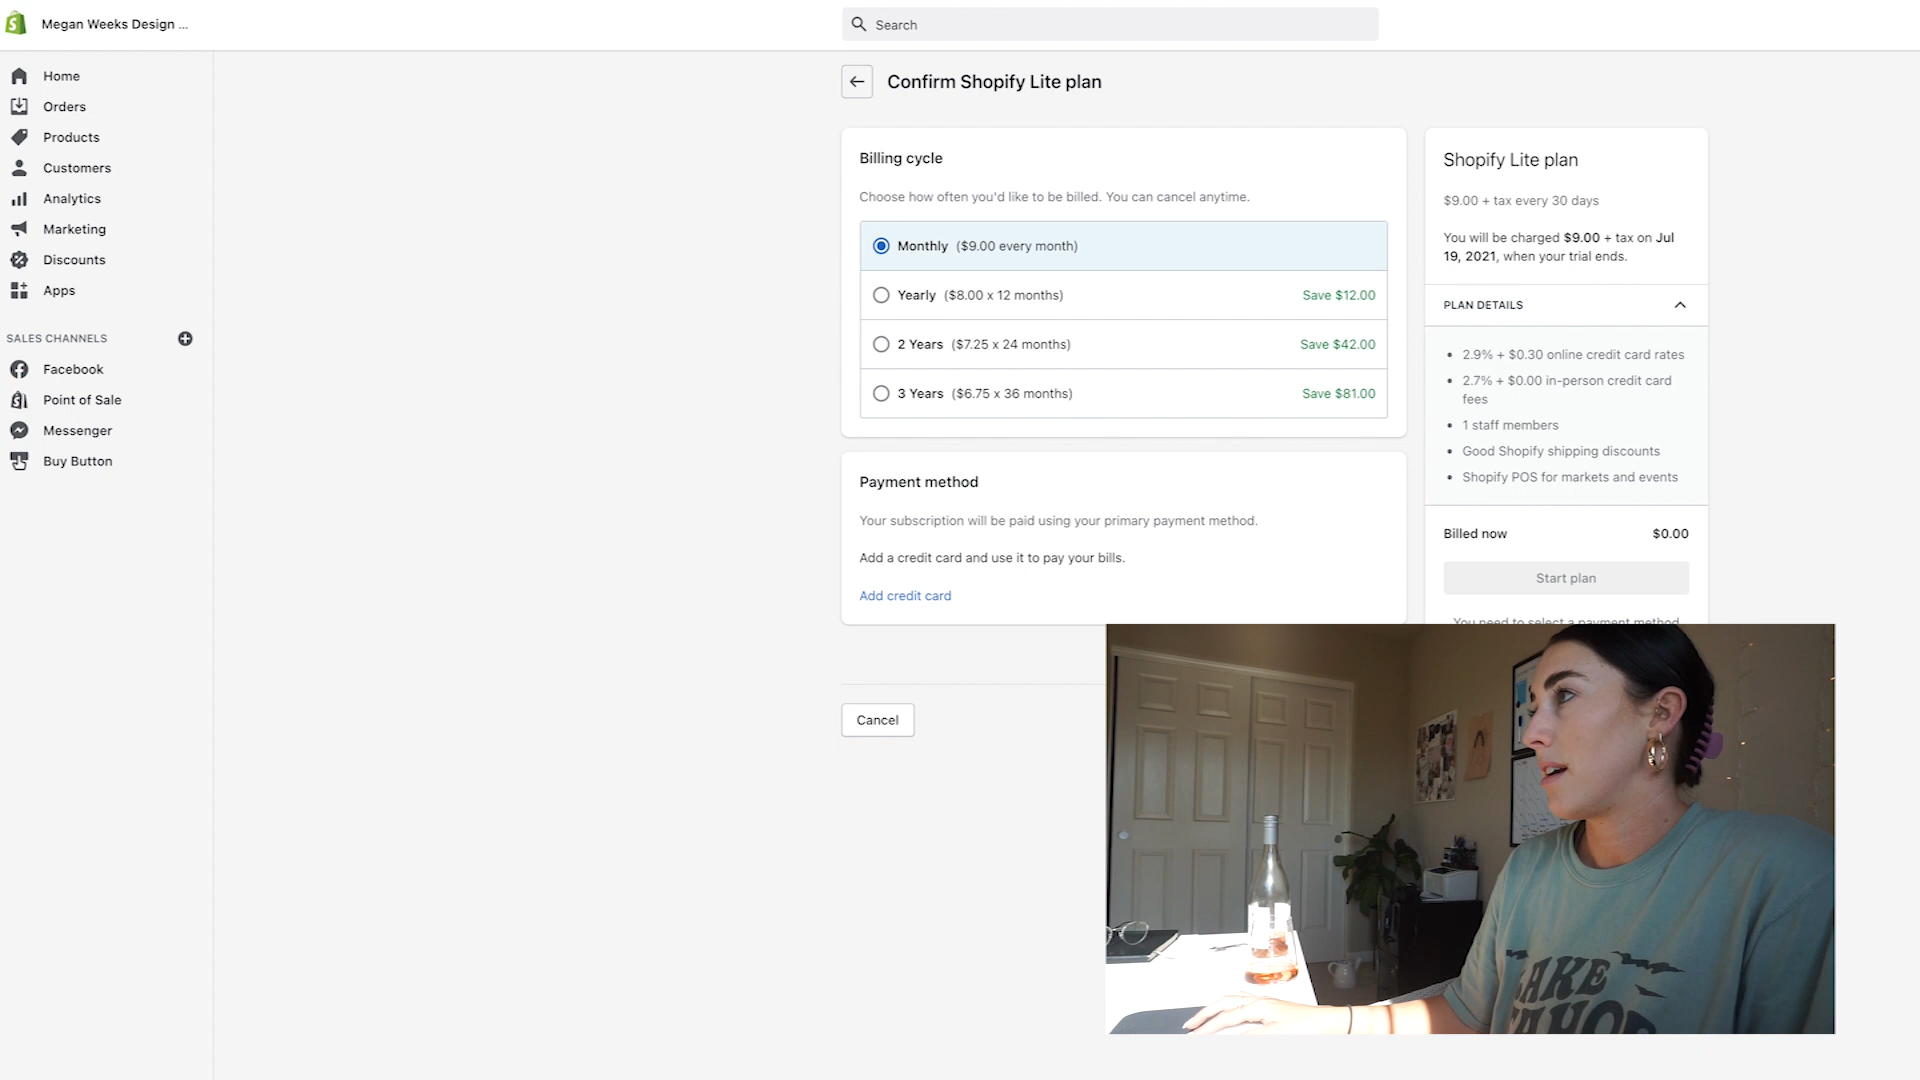 Megan Weeks Design ...
Search
Home
Orders
Products
Customers
Analytics
Marketing
Discounts
Apps
SALES CHANNELS
Facebook
Point of Sale
Messenger
Buy Button
Confirm Shopify Lite plan
Billing cycle
Choose how often you'd like to be billed. You can cancel anytime.
Monthly ($9.00 every month)
Yearly ($8.00 x 12 months) Save $12.00
2 Years ($7.25 x 24 months) Save $42.00
3 Years ($6.75 x 36 months) Save $81.00
Payment method
Your subscription will be paid using your primary payment method.
Add a credit card and use it to pay your bills.
Add credit card
Cancel
Shopify Lite plan
$9.00 + tax every 30 days
You will be charged $9.00 + tax on Jul
19, 2021, when your trial ends.
PLAN DETAILS
• 2.9% + $0.30 online credit card rates
• 2.7% + $0.00 in-person credit card
fees
• 1 staff members
• Good Shopify shipping discounts
• Shopify POS for markets and events
Billed now $0.00
Start plan
You need to select a payment method
LAKE
TAHOE